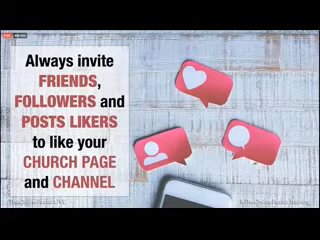 Always invite
FRIENDS,
FOLLOWERS and
POSTS LIKERS
to like your
CHURCH PAGE
and CHANNEL